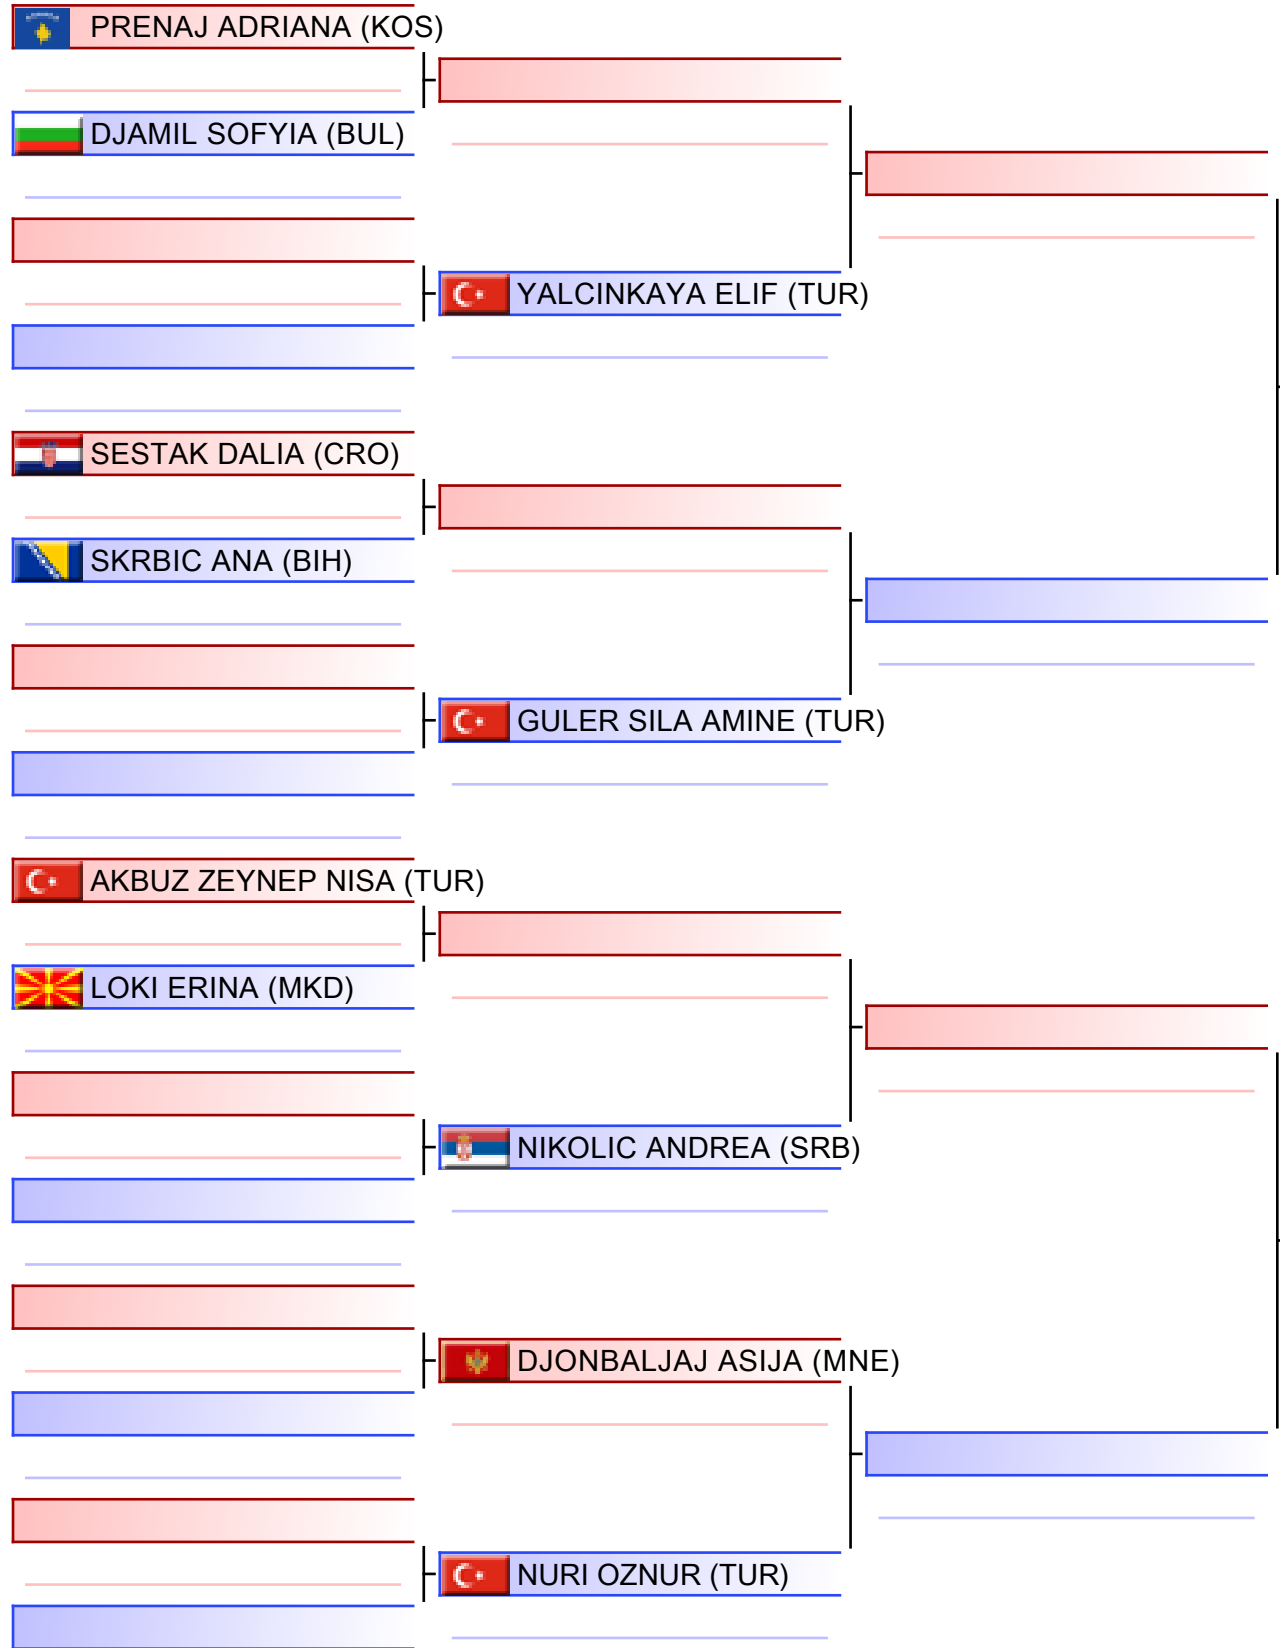 PRENAJ ADRIANA (KOS)
DJAMIL SOFYIA (BUL)
YALCINKAYA ELIF (TUR)
SESTAK DALIA (CRO)
SKRBIC ANA (BIH)
GULER SILA AMINE (TUR)
AKBUZ ZEYNEP NISA (TUR)
LOKI ERINA (MKD)
NIKOLIC ANDREA (SRB)
DJONBALJAJ ASIJA (MNE)
NURI OZNUR (TUR)